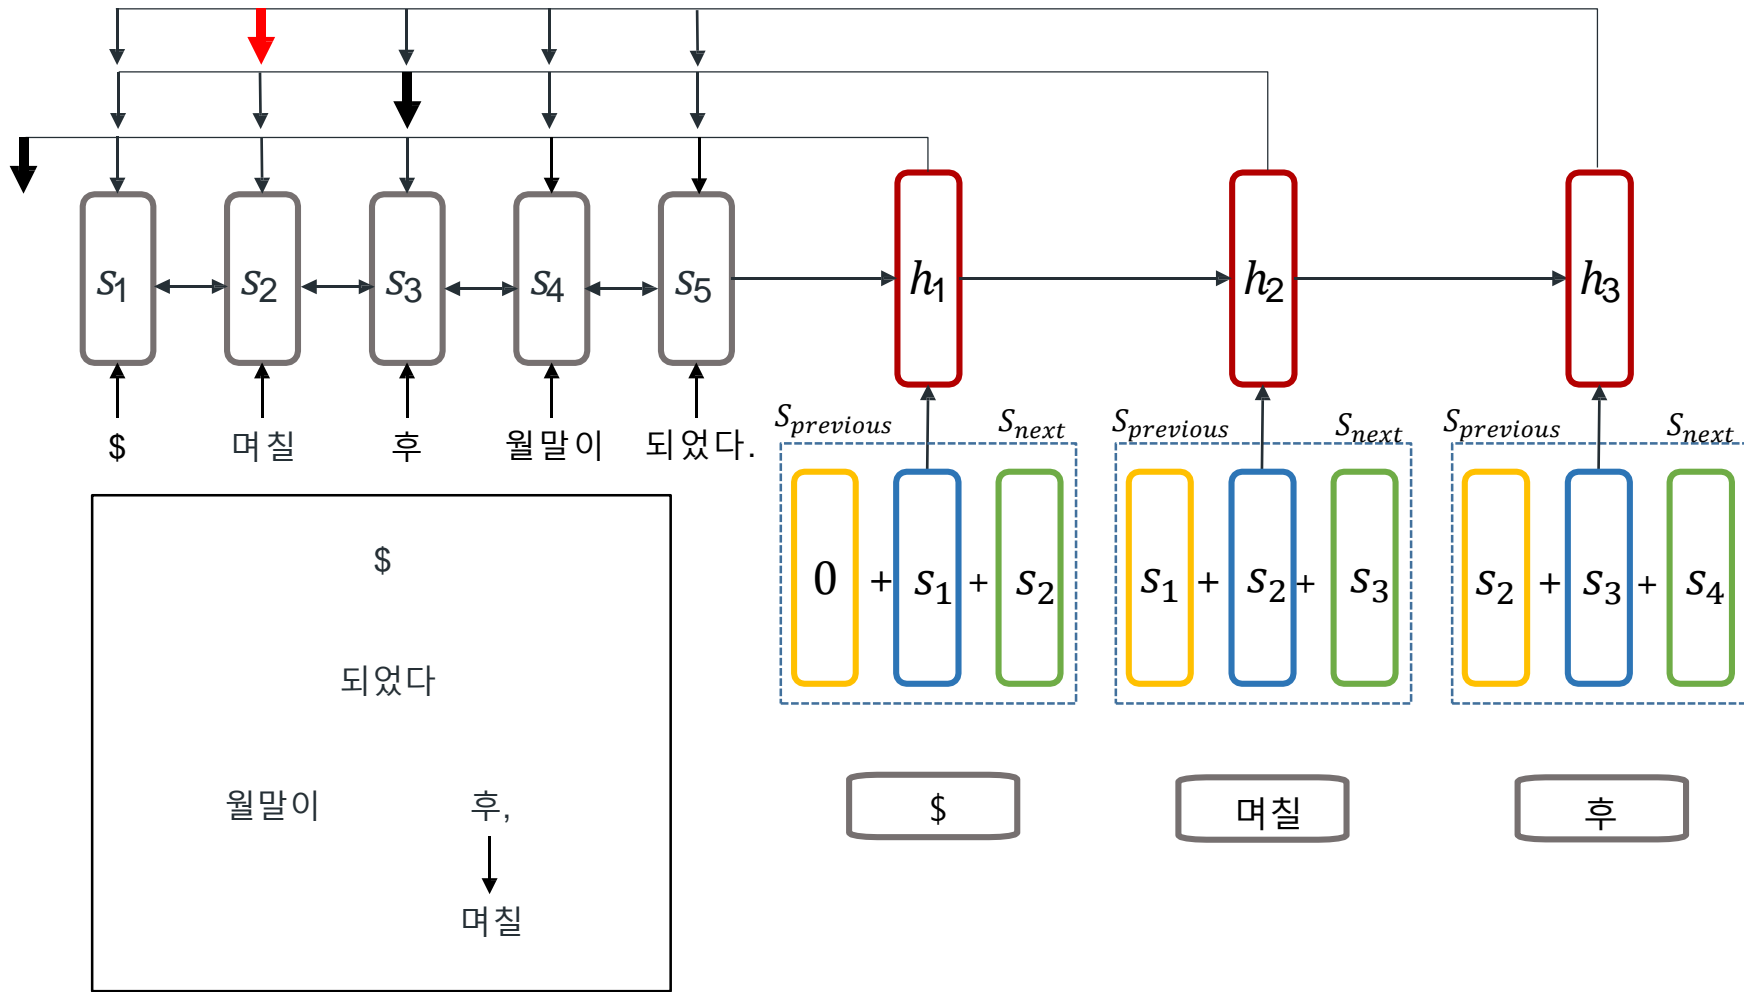 s1 s2 s3 s4 s5 h1 h2 h3
$ 며칠 후 월말이 되었다.
Sprevious Snext Sprevious Snext Sprevious Snext
0 + s1 + s2 s1 + s2 + s3 s2 + s3 + s4
$
되었다
월말이 후,
며칠
$ 며칠 후